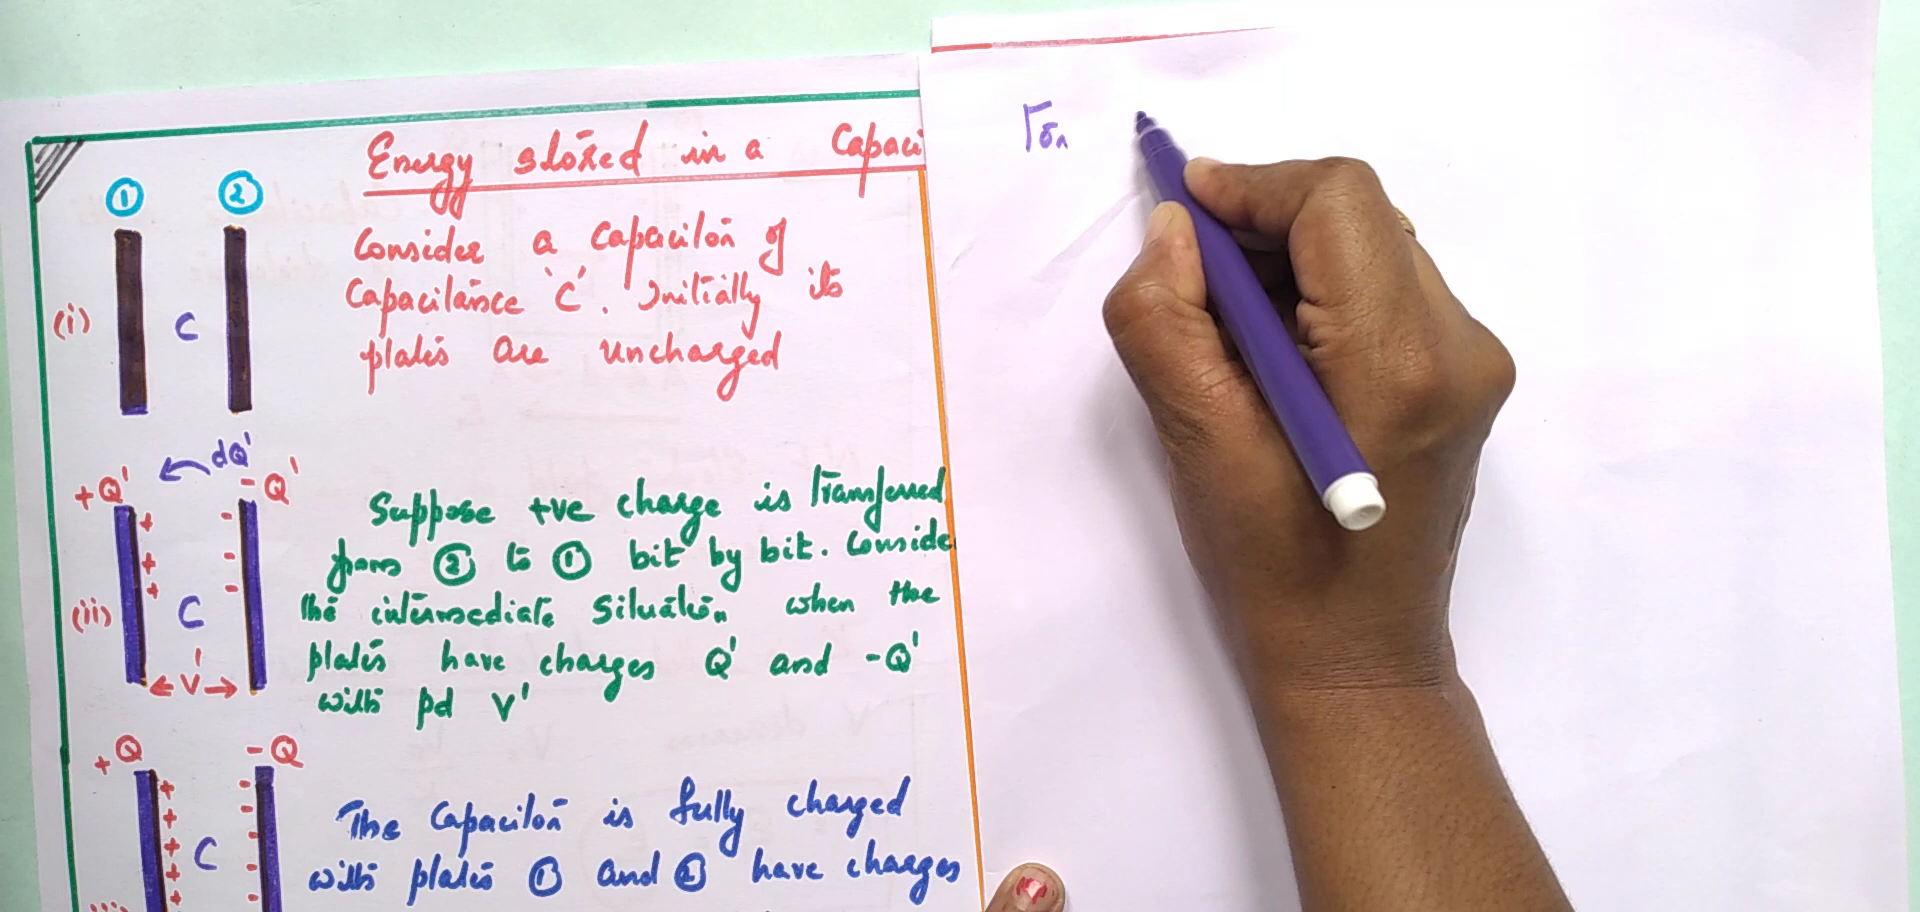 Energy stored in a Capaci
① ②
Consider a Capacitor of
Capacitance 'C'. Initially its
plates are uncharged
(i) C
dQ'
+Q' -Q'
Suppose +ve charge is Transferred
from ② to ① bit by bit. Conside
the intermediate Situation when the
plates have charges Q' and -Q'
with pd V'
(ii) C
V'
+Q -Q
The Capacitor is fully charged
with plates ① and ② have charges
C
For